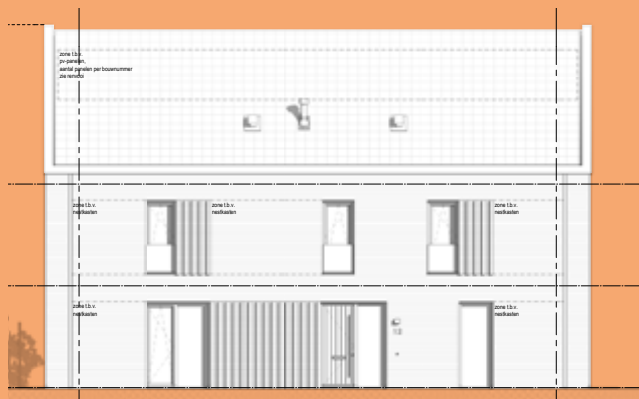 zone t.b.v.
pv-panelen,
aantal panelen per bouwnummer
zie renvooi
zone t.b.v.
nestkasten
zone t.b.v.
nestkasten
zone t.b.v.
nestkasten
zone t.b.v.
nestkasten
zone t.b.v.
nestkasten